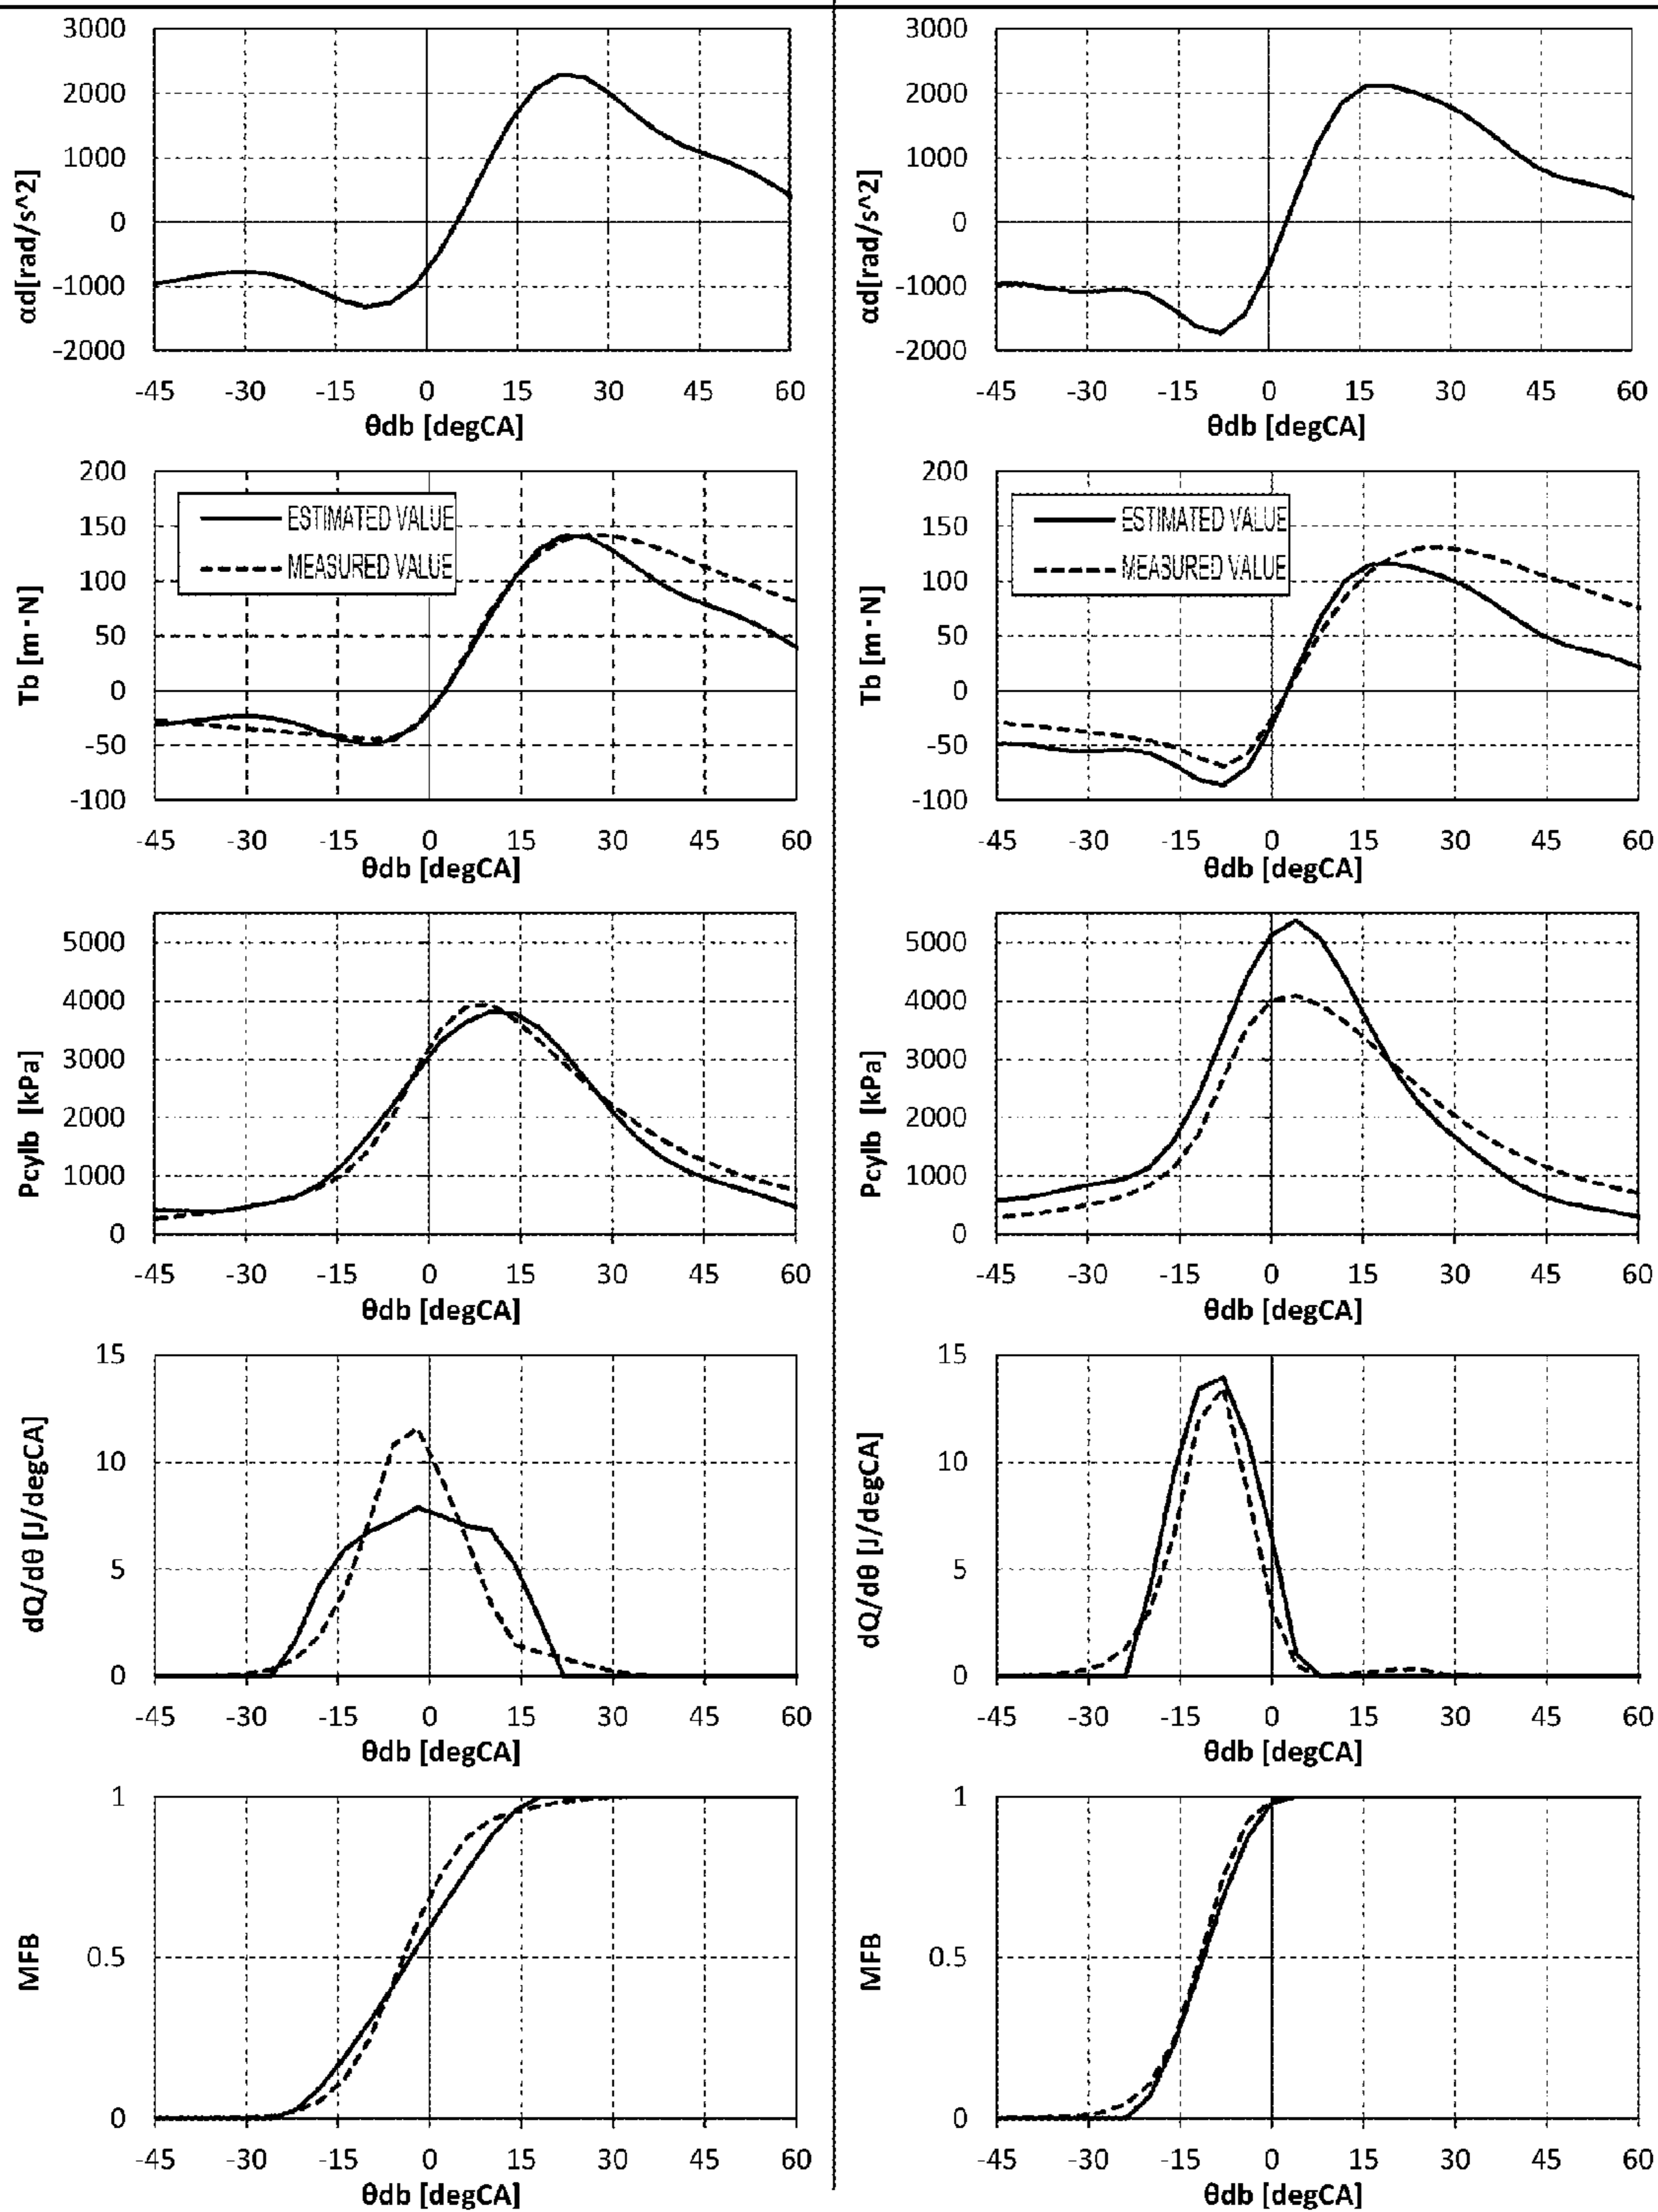 3000 2000 1000 0 -1000 -2000
αd[rad/s^2]
-45 -30 -15 0 15 30 45 60
θdb [degCA]
3000 2000 1000 0 -1000 -2000
αd[rad/s^2]
-45 -30 -15 0 15 30 45 60
θdb [degCA]
200 150 100 50 0 -50 -100
Tb [m·N]
ESTIMATED VALUE
MEASURED VALUE
-45 -30 -15 0 15 30 45 60
θdb [degCA]
200 150 100 50 0 -50 -100
Tb [m·N]
ESTIMATED VALUE
MEASURED VALUE
-45 -30 -15 0 15 30 45 60
θdb [degCA]
5000 4000 3000 2000 1000 0
Pcylb [kPa]
-45 -30 -15 0 15 30 45 60
θdb [degCA]
5000 4000 3000 2000 1000 0
Pcylb [kPa]
-45 -30 -15 0 15 30 45 60
θdb [degCA]
15 10 5 0
dQ/dθ [J/degCA]
-45 -30 -15 0 15 30 45 60
θdb [degCA]
15 10 5 0
dQ/dθ [J/degCA]
-45 -30 -15 0 15 30 45 60
θdb [degCA]
1 0.5 0
MFB
-45 -30 -15 0 15 30 45 60
θdb [degCA]
1 0.5 0
MFB
-45 -30 -15 0 15 30 45 60
θdb [degCA]